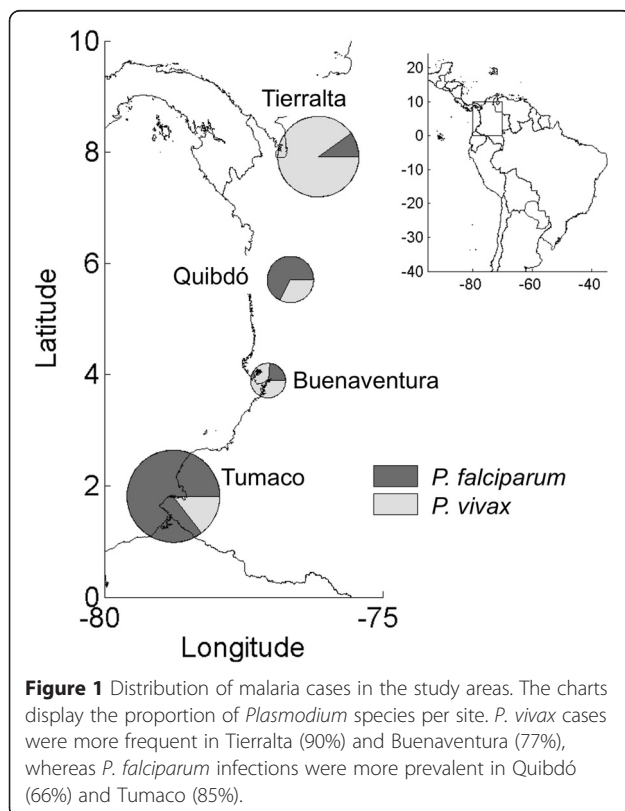 10
8
6
4
2
0
Latitude
-80
-75
Longitude
Tierralta
Quibdó
Buenaventura
Tumaco
P. falciparum
P. vivax
20
10
0
-10
-20
-30
-40
-80
-60
-40
Figure 1 Distribution of malaria cases in the study areas. The charts
display the proportion of Plasmodium species per site. P. vivax cases
were more frequent in Tierralta (90%) and Buenaventura (77%),
whereas P. falciparum infections were more prevalent in Quibdó
(66%) and Tumaco (85%).